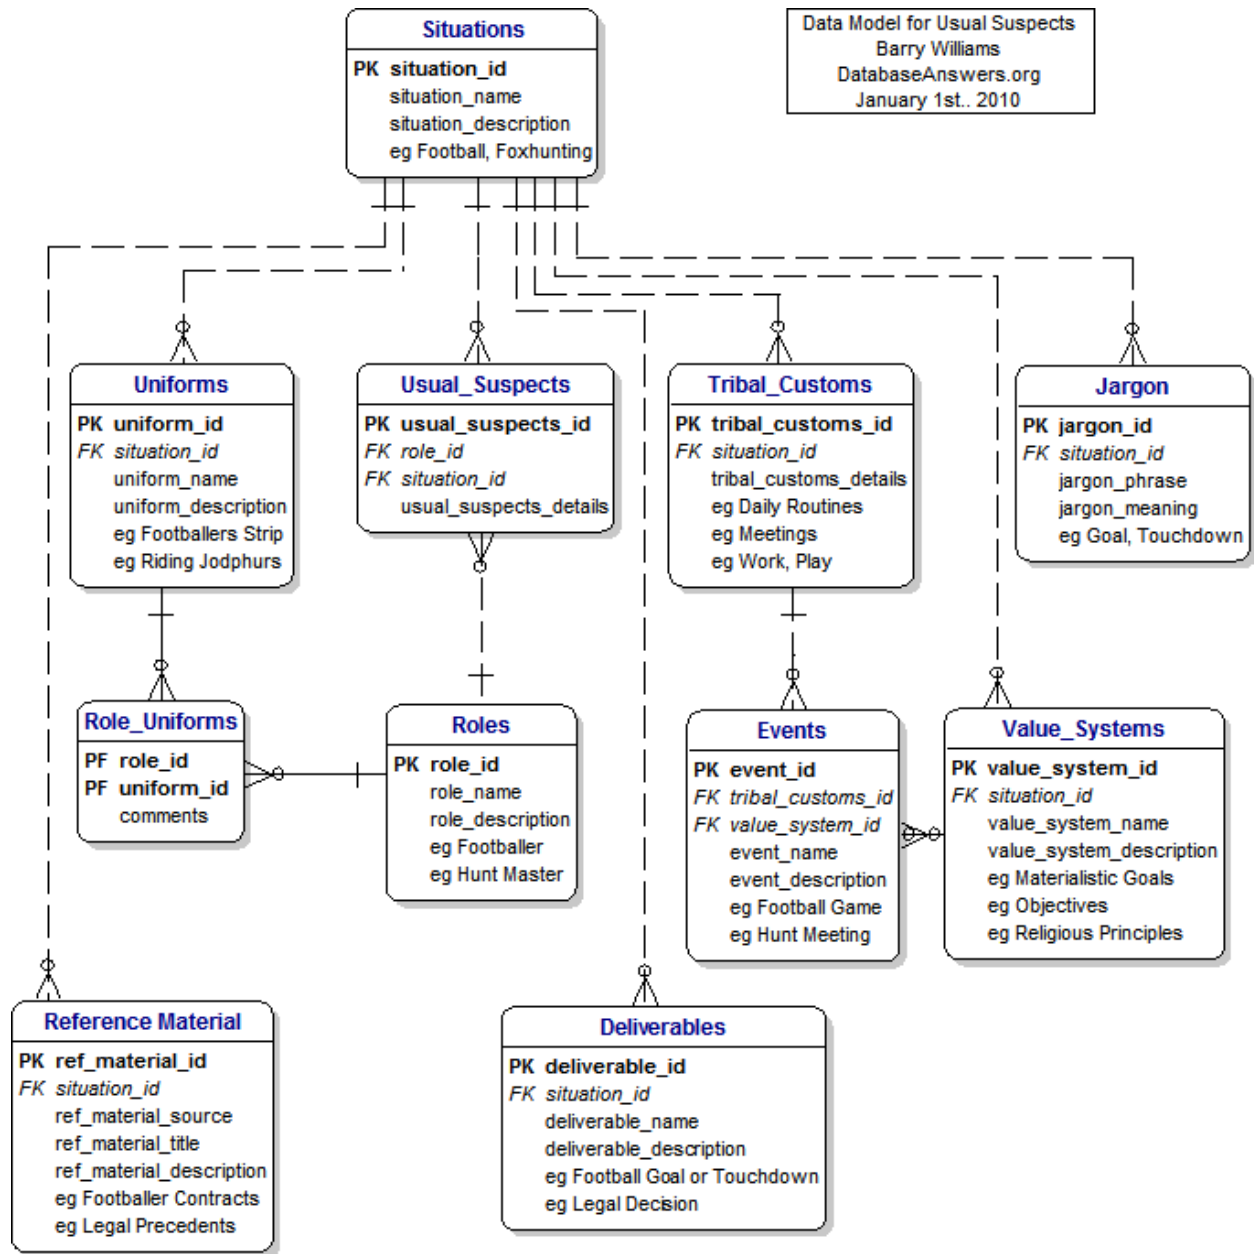 Situations
PK situation_id
situation_name
situation_description
eg Football, Foxhunting
Data Model for Usual Suspects
Barry Williams
DatabaseAnswers.org
January 1st.. 2010
Uniforms
PK uniform_id
FK situation_id
uniform_name
uniform_description
eg Footballers Strip
eg Riding Jodphurs
Usual_Suspects
PK usual_suspects_id
FK role_id
FK situation_id
usual_suspects_details
Tribal_Customs
PK tribal_customs_id
FK situation_id
tribal_customs_details
eg Daily Routines
eg Meetings
eg Work, Play
Jargon
PK jargon_id
FK situation_id
jargon_phrase
jargon_meaning
eg Goal, Touchdown
Role_Uniforms
PF role_id
PF uniform_id
comments
Roles
PK role_id
role_name
role_description
eg Footballer
eg Hunt Master
Events
PK event_id
FK tribal_customs_id
FK value_system_id
event_name
event_description
eg Football Game
eg Hunt Meeting
Value_Systems
PK value_system_id
FK situation_id
value_system_name
value_system_description
eg Materialistic Goals
eg Objectives
eg Religious Principles
Reference Material
PK ref_material_id
FK situation_id
ref_material_source
ref_material_title
ref_material_description
eg Footballer Contracts
eg Legal Precedents
Deliverables
PK deliverable_id
FK situation_id
deliverable_name
deliverable_description
eg Football Goal or Touchdown
eg Legal Decision